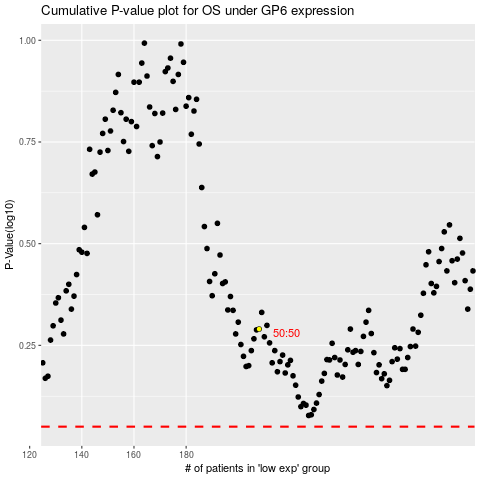 Cumulative P-value plot for OS under GP6 expression
P-Value(log10)
1.00
0.75
0.50
0.25
50:50
120 140 160 180
# of patients in 'low exp' group